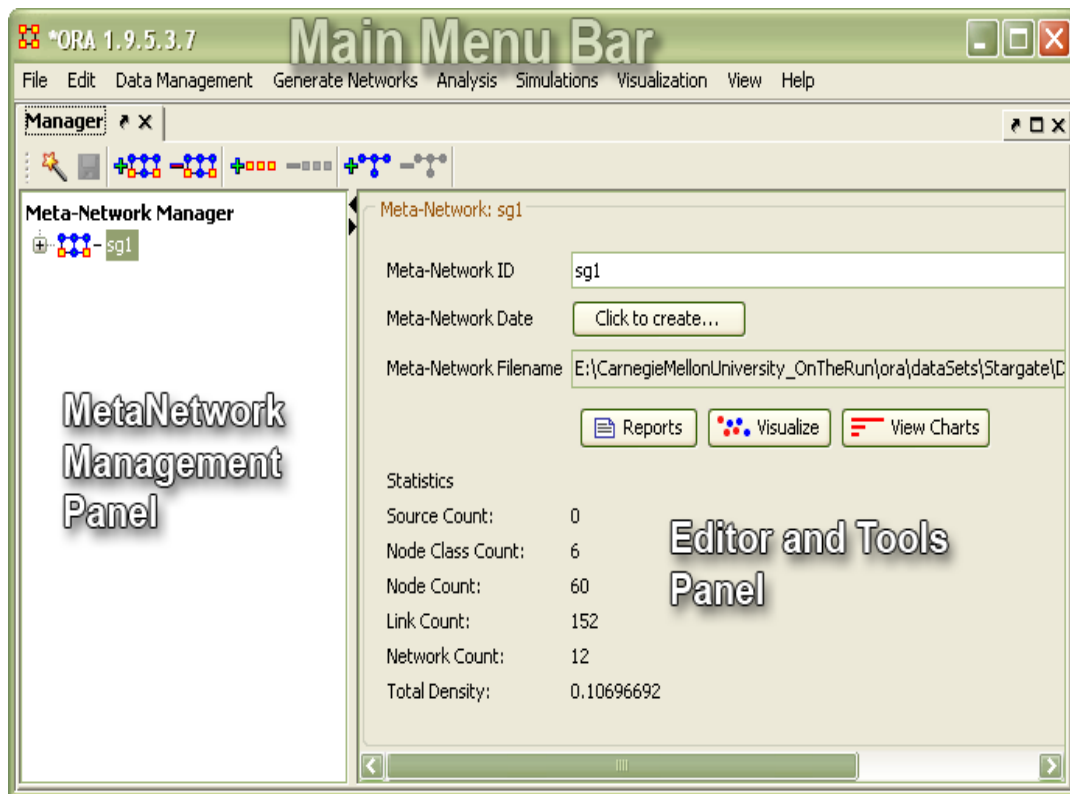 *ORA 1.9.5.3.7
Main Menu Bar
File Edit Data Management Generate Networks Analysis Simulations Visualization View Help
Manager
Meta-Network Manager
sg1
MetaNetwork
Management
Panel
Meta-Network: sg1
Meta-Network ID sg1
Meta-Network Date Click to create...
Meta-Network Filename E:\CarnegieMellonUniversity_OnTheRun\ora\dataSets\Stargate\D
Reports Visualize View Charts
Statistics
Source Count: 0
Node Class Count: 6
Node Count: 60
Link Count: 152
Network Count: 12
Total Density: 0.10696692
Editor and Tools
Panel